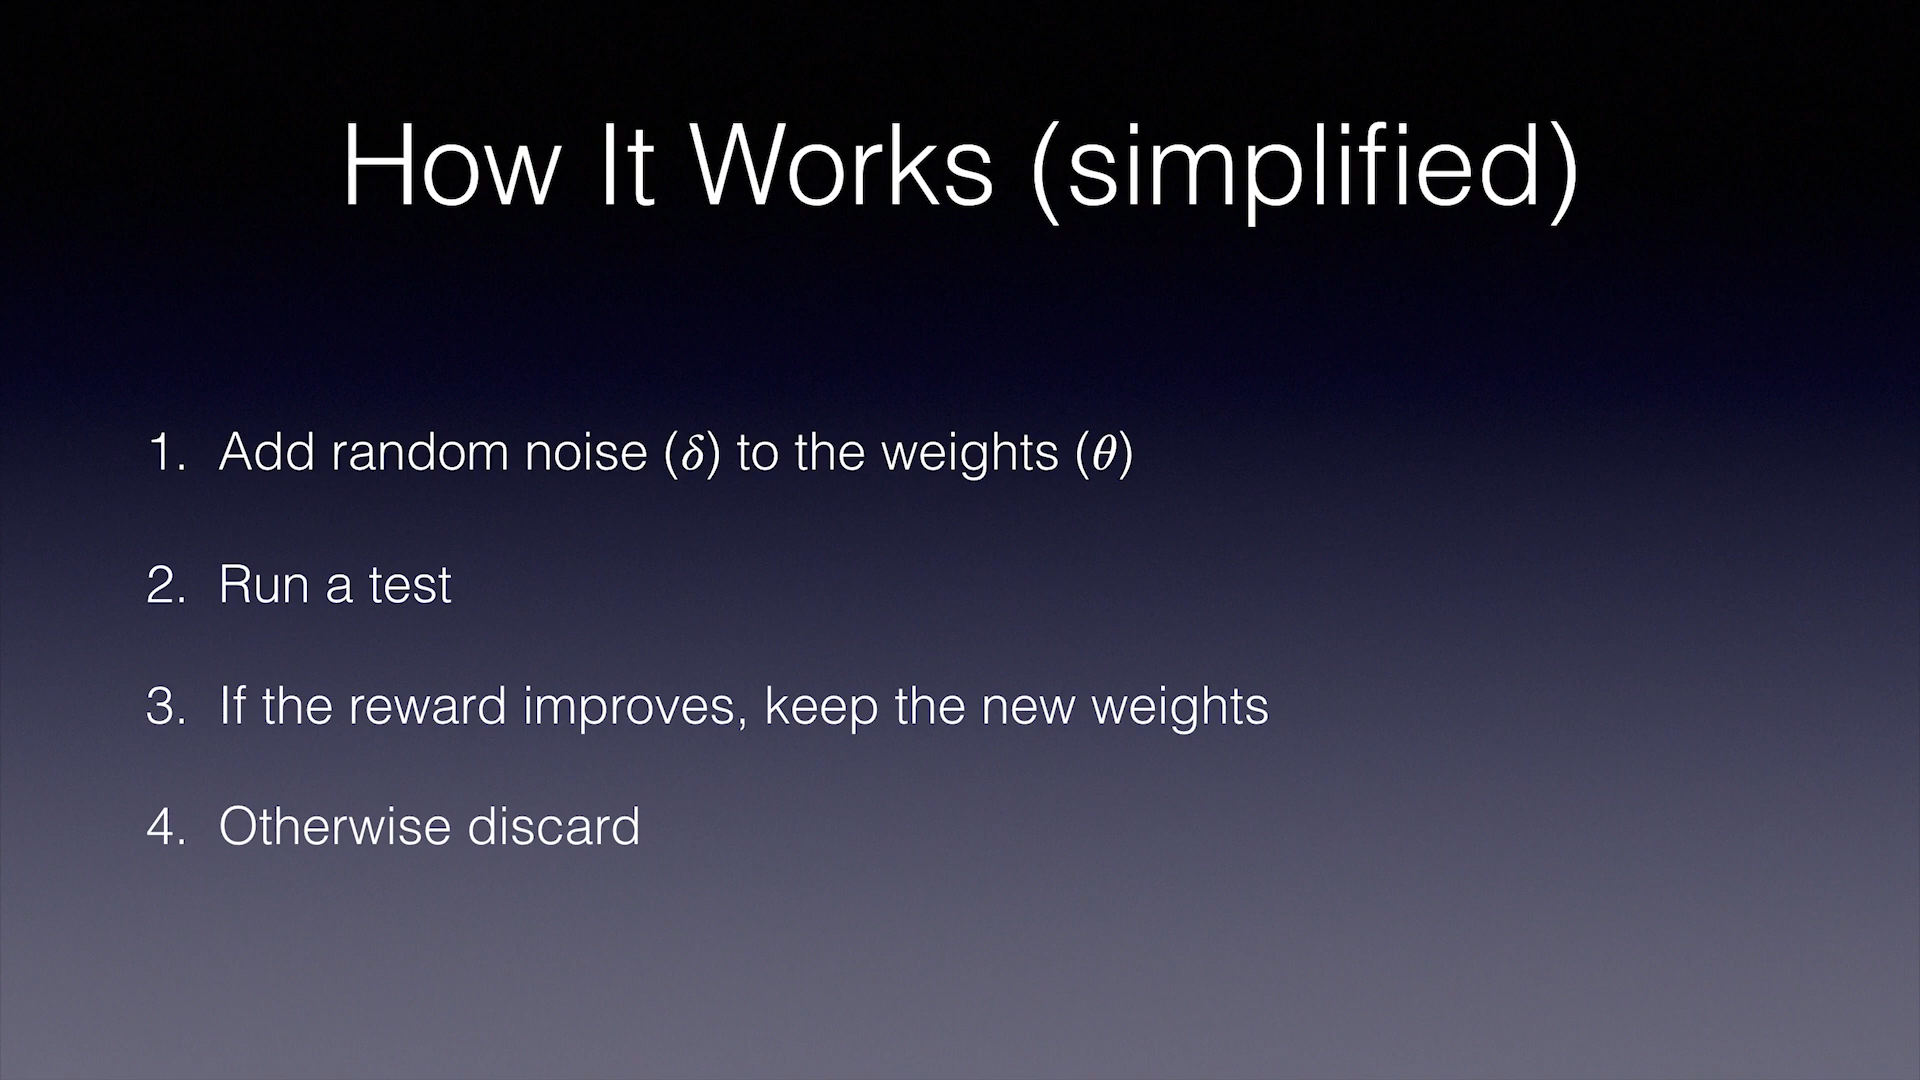 How It Works (simplified)
1. Add random noise (δ) to the weights (θ)
2. Run a test
3. If the reward improves, keep the new weights
4. Otherwise discard